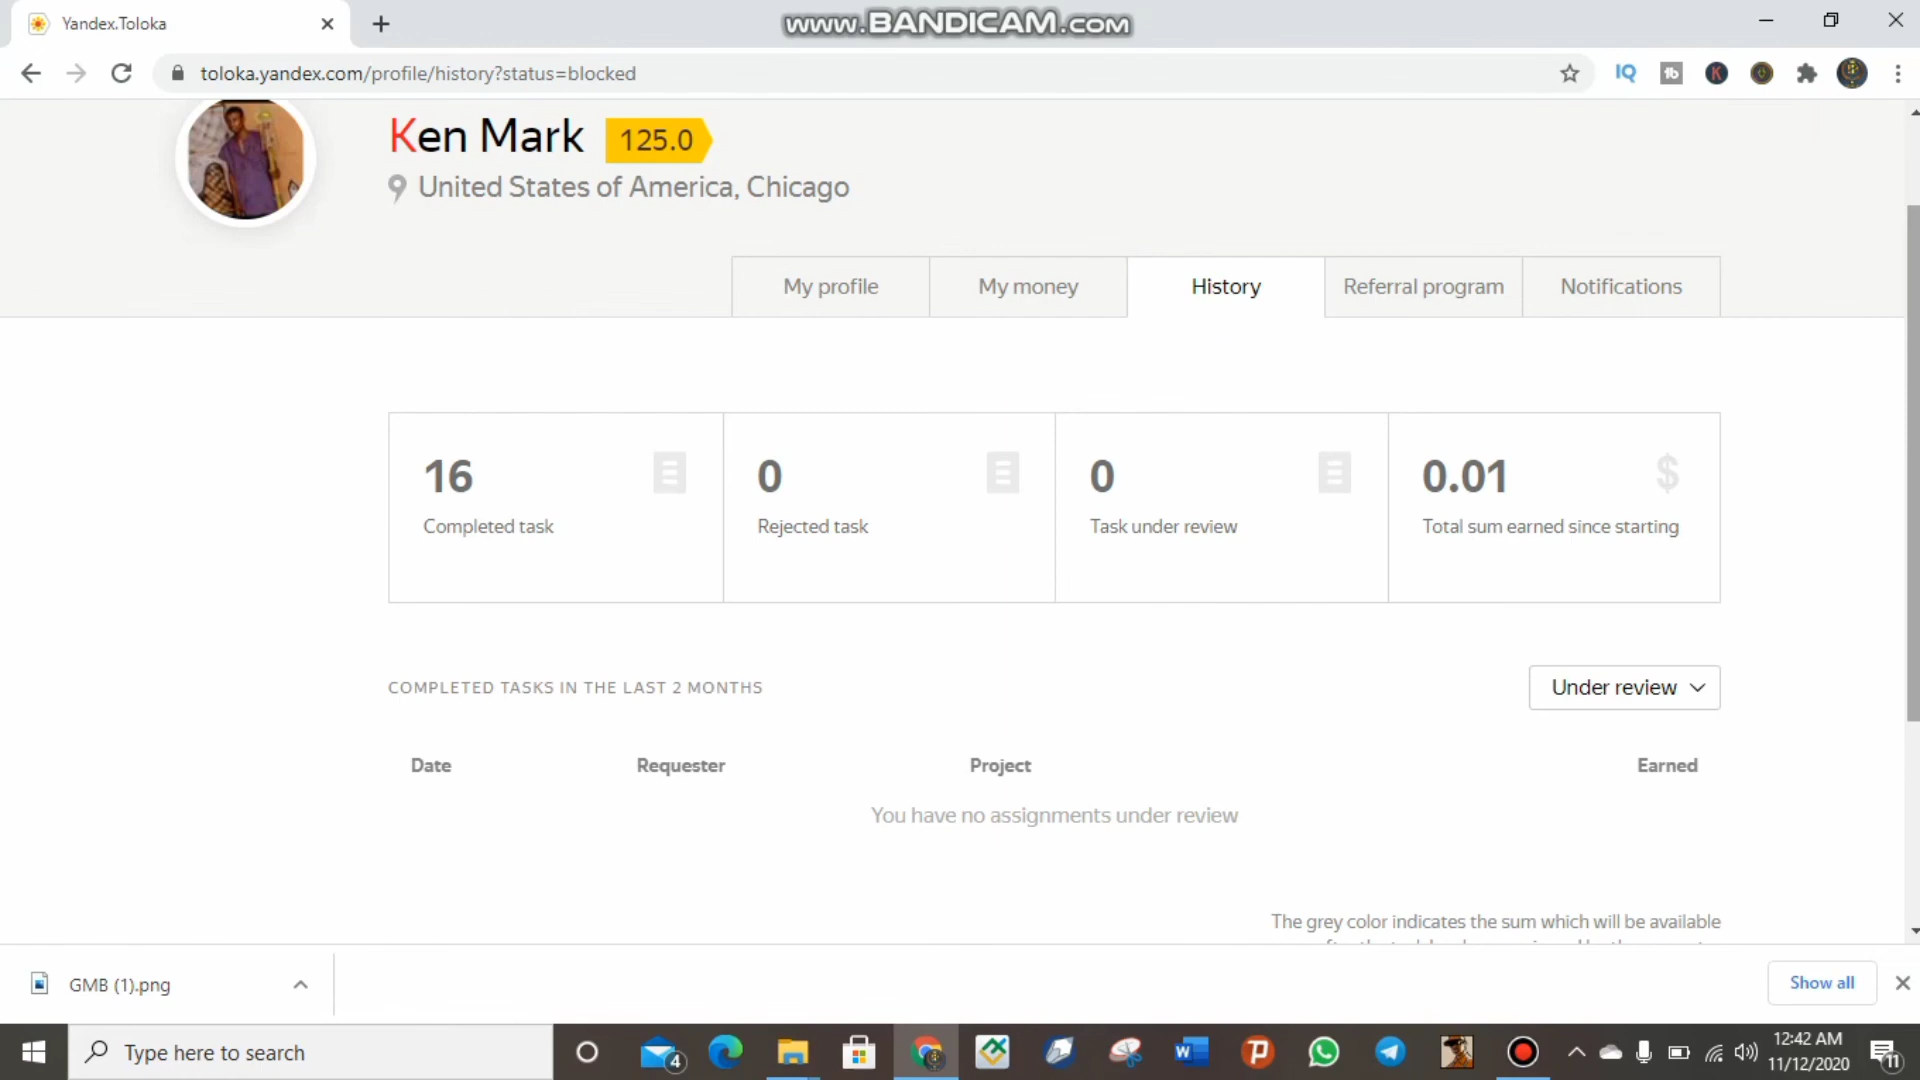 Yandex.Toloka
www.BANDICAM.com
toloka.yandex.com/profile/history?status=blocked
IQ
tb
K
Ken Mark 125.0
United States of America, Chicago
My profile
My money
History
Referral program
Notifications
16
Completed task
0
Rejected task
0
Task under review
0.01
$
Total sum earned since starting
COMPLETED TASKS IN THE LAST 2 MONTHS
Under review
Date
Requester
Project
Earned
You have no assignments under review
The grey color indicates the sum which will be available
GMB (1).png
Show all
Type here to search
4
W
P
12:42 AM
11/12/2020
11